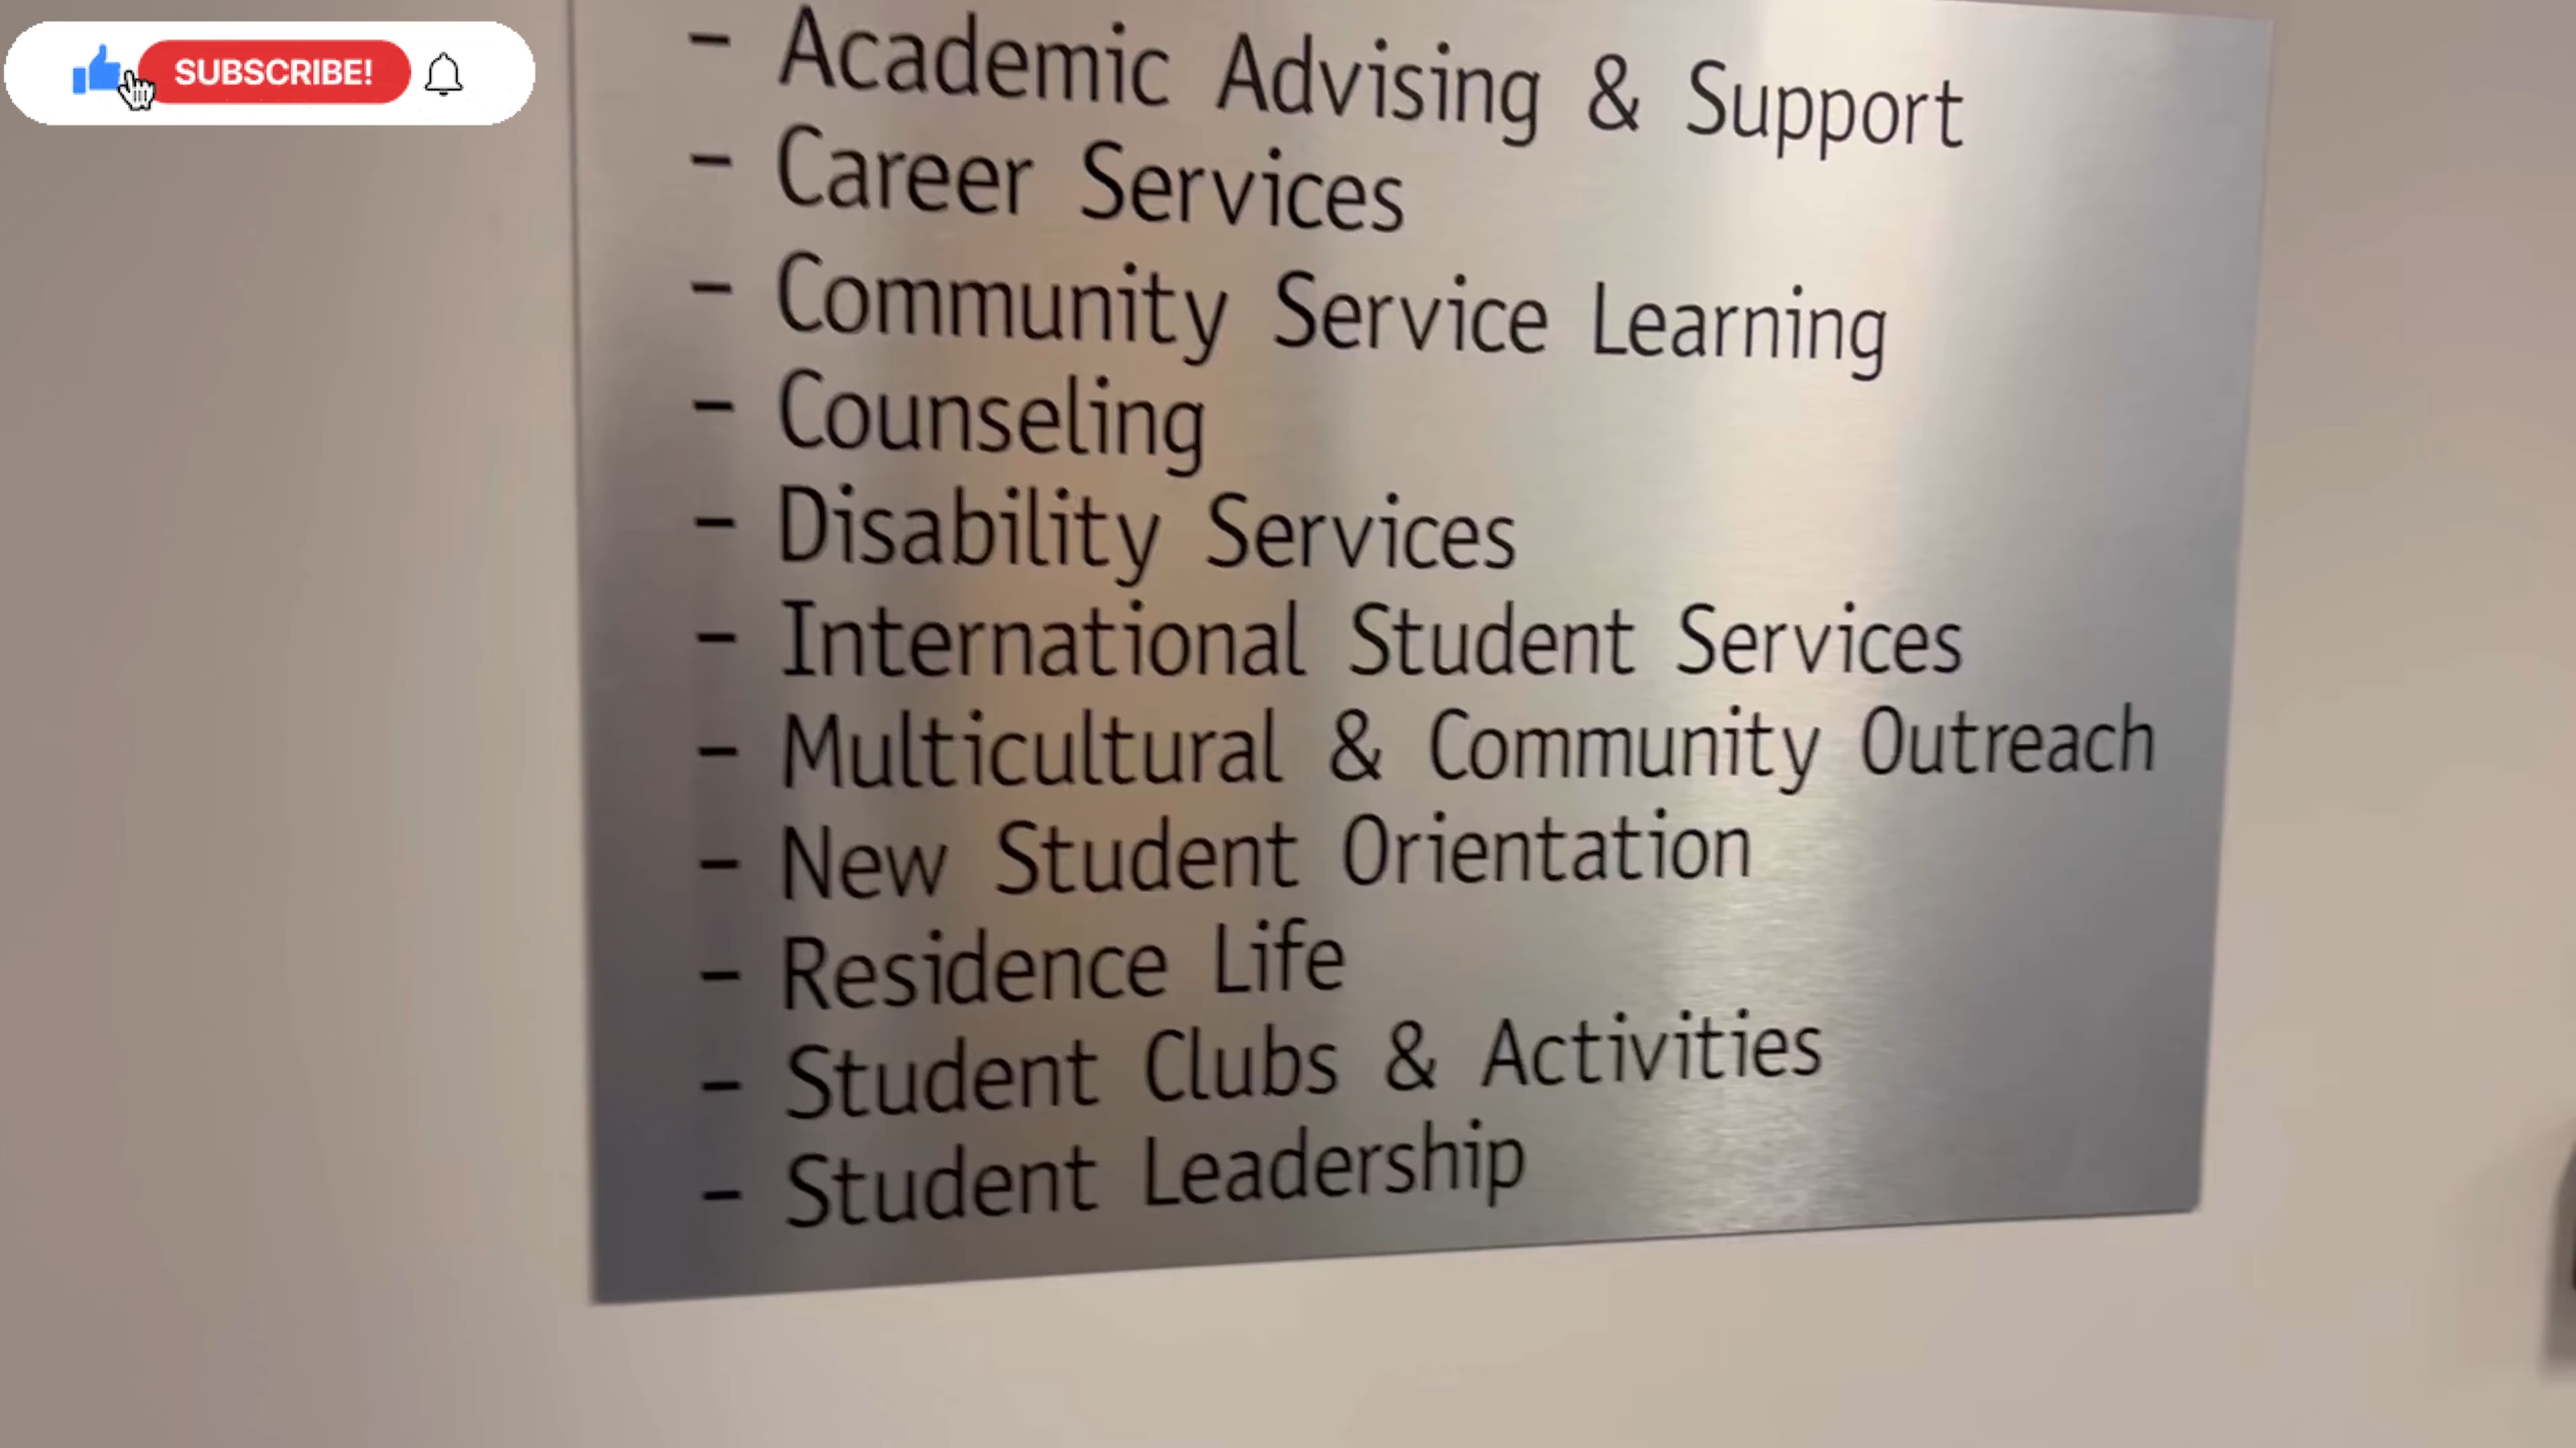 SUBSCRIBE!
- Academic Advising & Support
- Career Services
- Community Service Learning
- Counseling
- Disability Services
- International Student Services
- Multicultural & Community Outreach
- New Student Orientation
- Residence Life
- Student Clubs & Activities
- Student Leadership